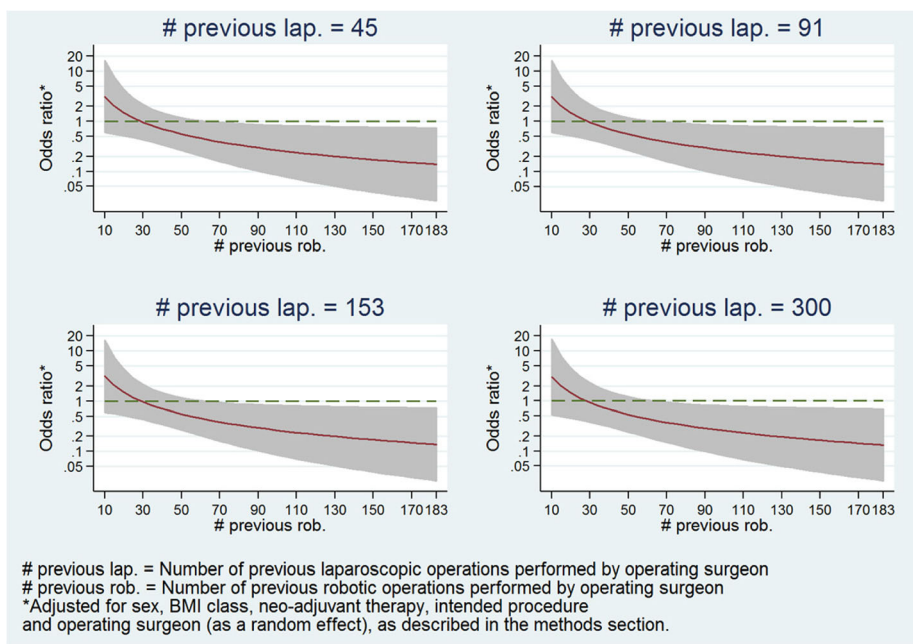 # previous lap. = 45
Odds ratio*
20
10
5
2
1
.5
.2
.1
.05
10 30 50 70 90 110 130 150 170 183
# previous rob.
# previous lap. = 91
Odds ratio*
20
10
5
2
1
.5
.2
.1
.05
10 30 50 70 90 110 130 150 170 183
# previous rob.
# previous lap. = 153
Odds ratio*
20
10
5
2
1
.5
.2
.1
.05
10 30 50 70 90 110 130 150 170 183
# previous rob.
# previous lap. = 300
Odds ratio*
20
10
5
2
1
.5
.2
.1
.05
10 30 50 70 90 110 130 150 170 183
# previous rob.
# previous lap. = Number of previous laparoscopic operations performed by operating surgeon
# previous rob. = Number of previous robotic operations performed by operating surgeon
*Adjusted for sex, BMI class, neo-adjuvant therapy, intended procedure
and operating surgeon (as a random effect), as described in the methods section.